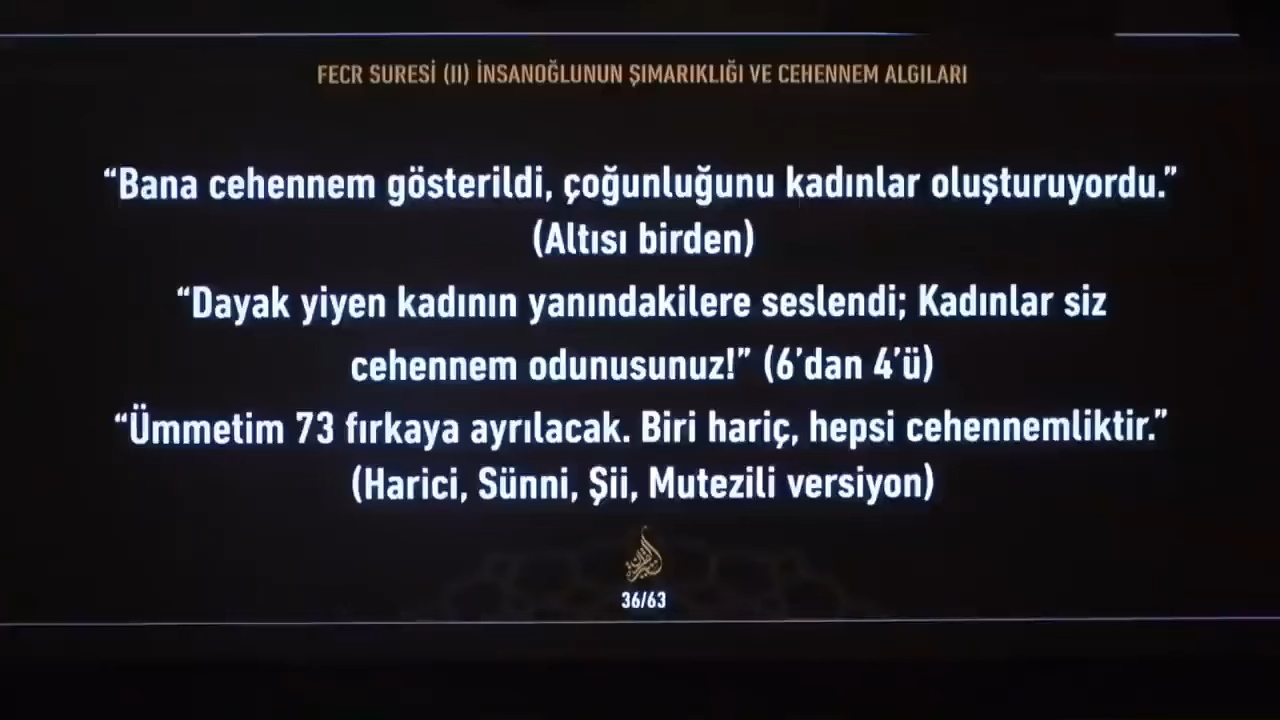 FECR SURESİ (II) İNSANOĞLUNUN ŞIMARIKLIĞI VE CEHENNEM ALGILARI
“Bana cehennem gösterildi, çoğunluğunu kadınlar oluşturuyordu.”
(Altısı birden)
“Dayak yiyen kadının yanındakilere seslendi; Kadınlar siz
cehennem odunusunuz!” (6’dan 4’ü)
“Ümmetim 73 fırkaya ayrılacak. Biri hariç, hepsi cehennemliktir.”
(Harici, Sünni, Şii, Mutezili versiyon)
36/63